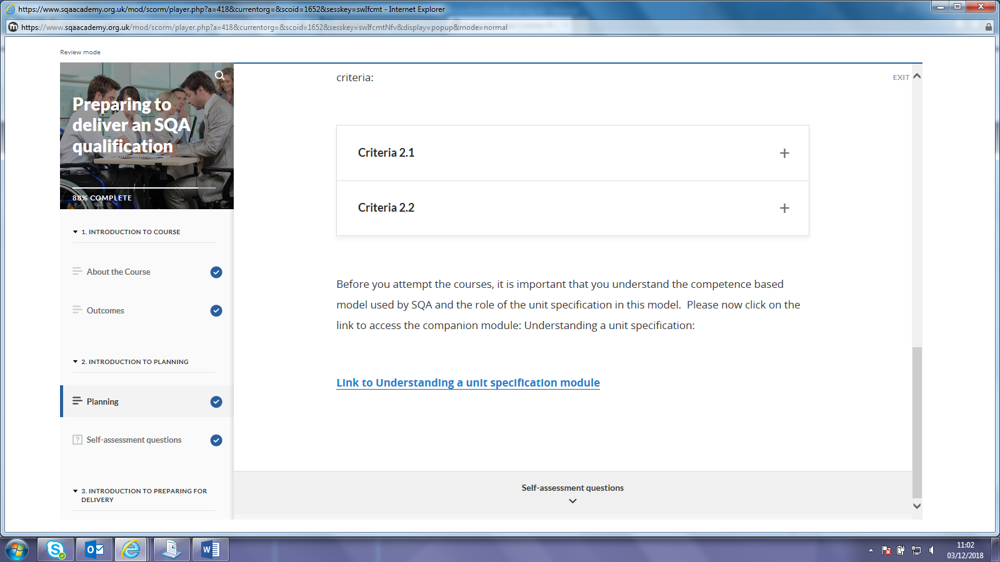 https://www.sqaacademy.org.uk/mod/scorm/player.php?a=418&currentorg=&scoid=1652&sesskey=swIfcmt - Internet Explorer
https://www.sqaacademy.org.uk/mod/scorm/player.php?a=418&currentorg=&scoid=1652&sesskey=swIfcmtNfv&display=popup&mode=normal
Review mode
Preparing to
deliver an SQA
qualification
88% COMPLETE
1. INTRODUCTION TO COURSE
About the Course
Outcomes
2. INTRODUCTION TO PLANNING
Planning
Self-assessment questions
3. INTRODUCTION TO PREPARING FOR
DELIVERY
EXIT
criteria:
Criteria 2.1
Criteria 2.2
Before you attempt the courses, it is important that you understand the competence based
model used by SQA and the role of the unit specification in this model.  Please now click on the
link to access the companion module: Understanding a unit specification:
Link to Understanding a unit specification module
Self-assessment questions
11:02
03/12/2018